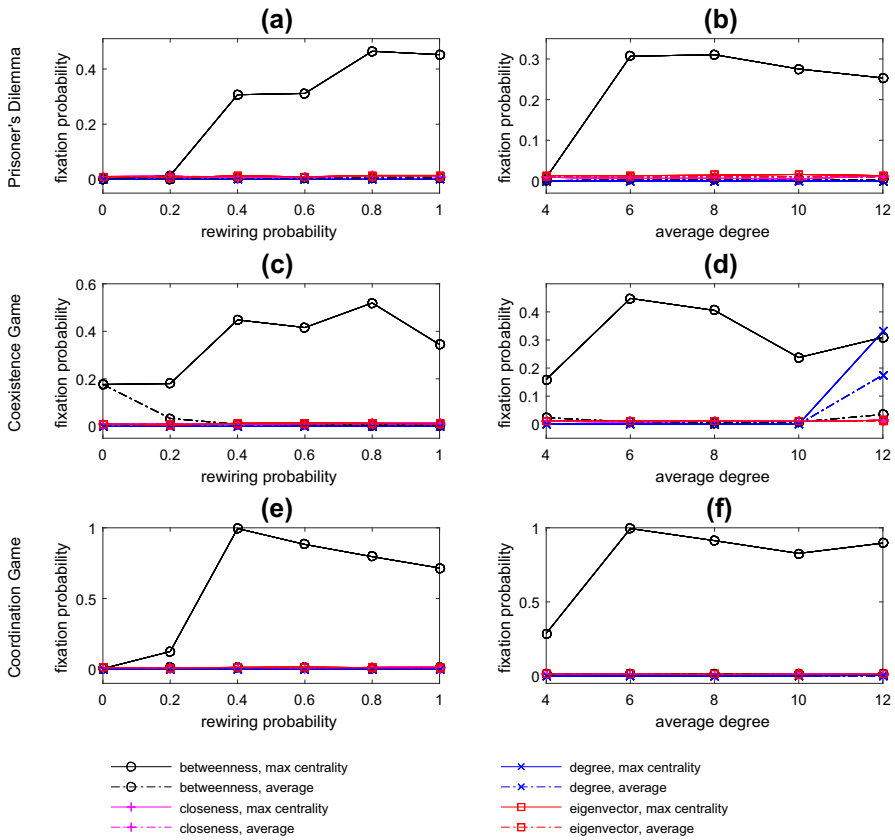 (a)
Prisoner's Dilemma
fixation probability
0.4
0.2
0
0 0.2 0.4 0.6 0.8 1
rewiring probability
(b)
fixation probability
0.3
0.2
0.1
0
4 6 8 10 12
average degree
(c)
Coexistence Game
fixation probability
0.6
0.4
0.2
0
0 0.2 0.4 0.6 0.8 1
rewiring probability
(d)
fixation probability
0.4
0.3
0.2
0.1
0
4 6 8 10 12
average degree
(e)
Coordination Game
fixation probability
1
0.5
0
0 0.2 0.4 0.6 0.8 1
rewiring probability
(f)
fixation probability
1
0.5
0
4 6 8 10 12
average degree
betweenness, max centrality
betweenness, average
closeness, max centrality
closeness, average
degree, max centrality
degree, average
eigenvector, max centrality
eigenvector, average